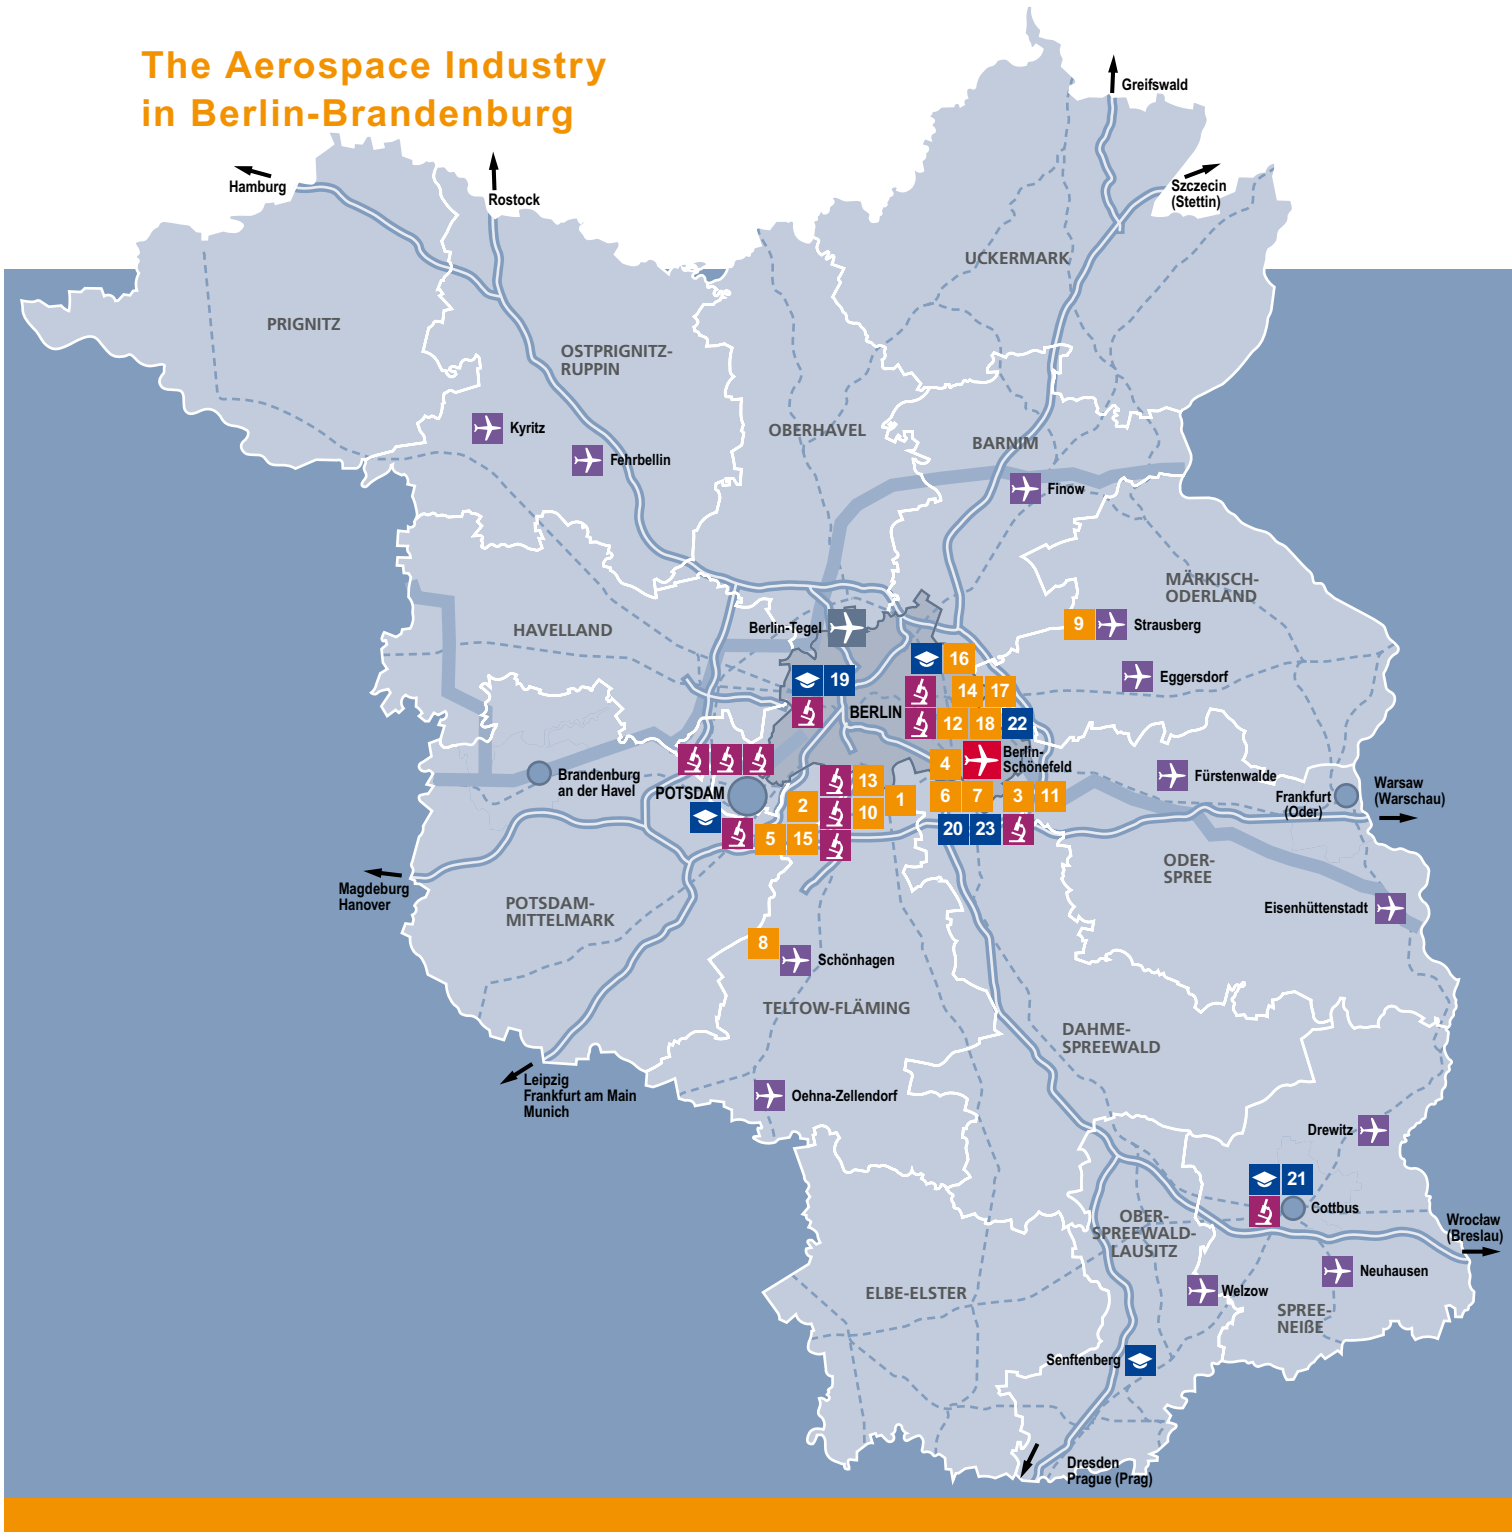 The Aerospace Industry
in Berlin-Brandenburg
Greifswald
Hamburg
Rostock
Szczecin
(Stettin)
UCKERMARK
PRIGNITZ
OSTPRIGNITZ-
RUPPIN
OBERHAVEL
BARNIM
Kyritz
Fehrbellin
Finow
MÄRKISCH-
ODERLAND
HAVELLAND
Berlin-Tegel
9
Strausberg
16
Eggersdorf
19
14
17
BERLIN
12
18
22
Berlin-
Schönefeld
4
Brandenburg
an der Havel
POTSDAM
13
2
10
1
6
7
3
11
5
15
20
23
Fürstenwalde
Frankfurt
(Oder)
Warsaw
(Warschau)
ODER-
SPREE
Magdeburg
Hanover
POTSDAM-
MITTELMARK
Eisenhüttenstadt
8
Schönhagen
TELTOW-FLÄMING
DAHME-
SPREEWALD
Leipzig
Frankfurt am Main
Munich
Oehna-Zellendorf
Drewitz
21
Cottbus
OBER-
SPREEWALD-
LAUSITZ
Wrocław
(Breslau)
Neuhausen
Welzow
ELBE-ELSTER
SPREE-
NEIßE
Senftenberg
Dresden
Prague (Prag)